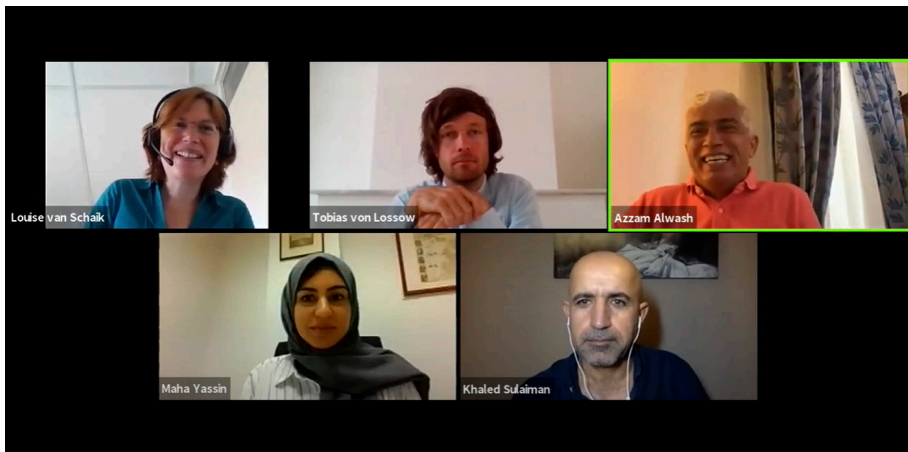 Louise van Schaik
Tobias von Lossow
Azzam Alwash
Maha Yassin
Khaled Sulaiman